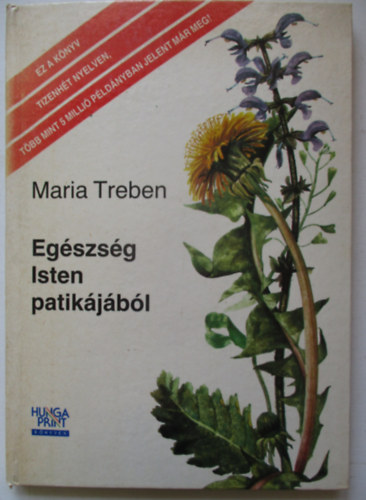 EZ A KÖNYV
TIZENHÉT NYELVEN,
TÖBB MINT 5 MILLIÓ PÉLDÁNYBAN JELENT MÁR MEG!
Maria Treben
Egészség
Isten
patikájából
HUNGA
PRINT
KÖNYVEK